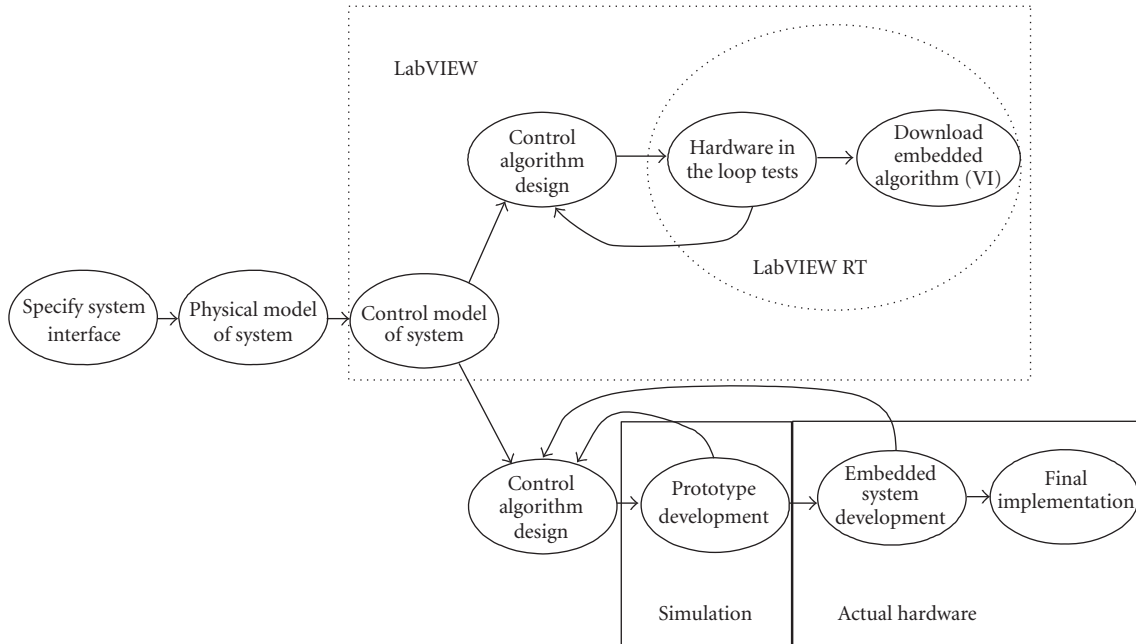 LabVIEW
Control
algorithm
design
Hardware in
the loop tests
Download
embedded
algorithm (VI)
LabVIEW RT
Specify system
interface
Physical model
of system
Control model
of system
Control
algorithm
design
Prototype
development
Embedded
system
development
Final
implementation
Simulation
Actual hardware